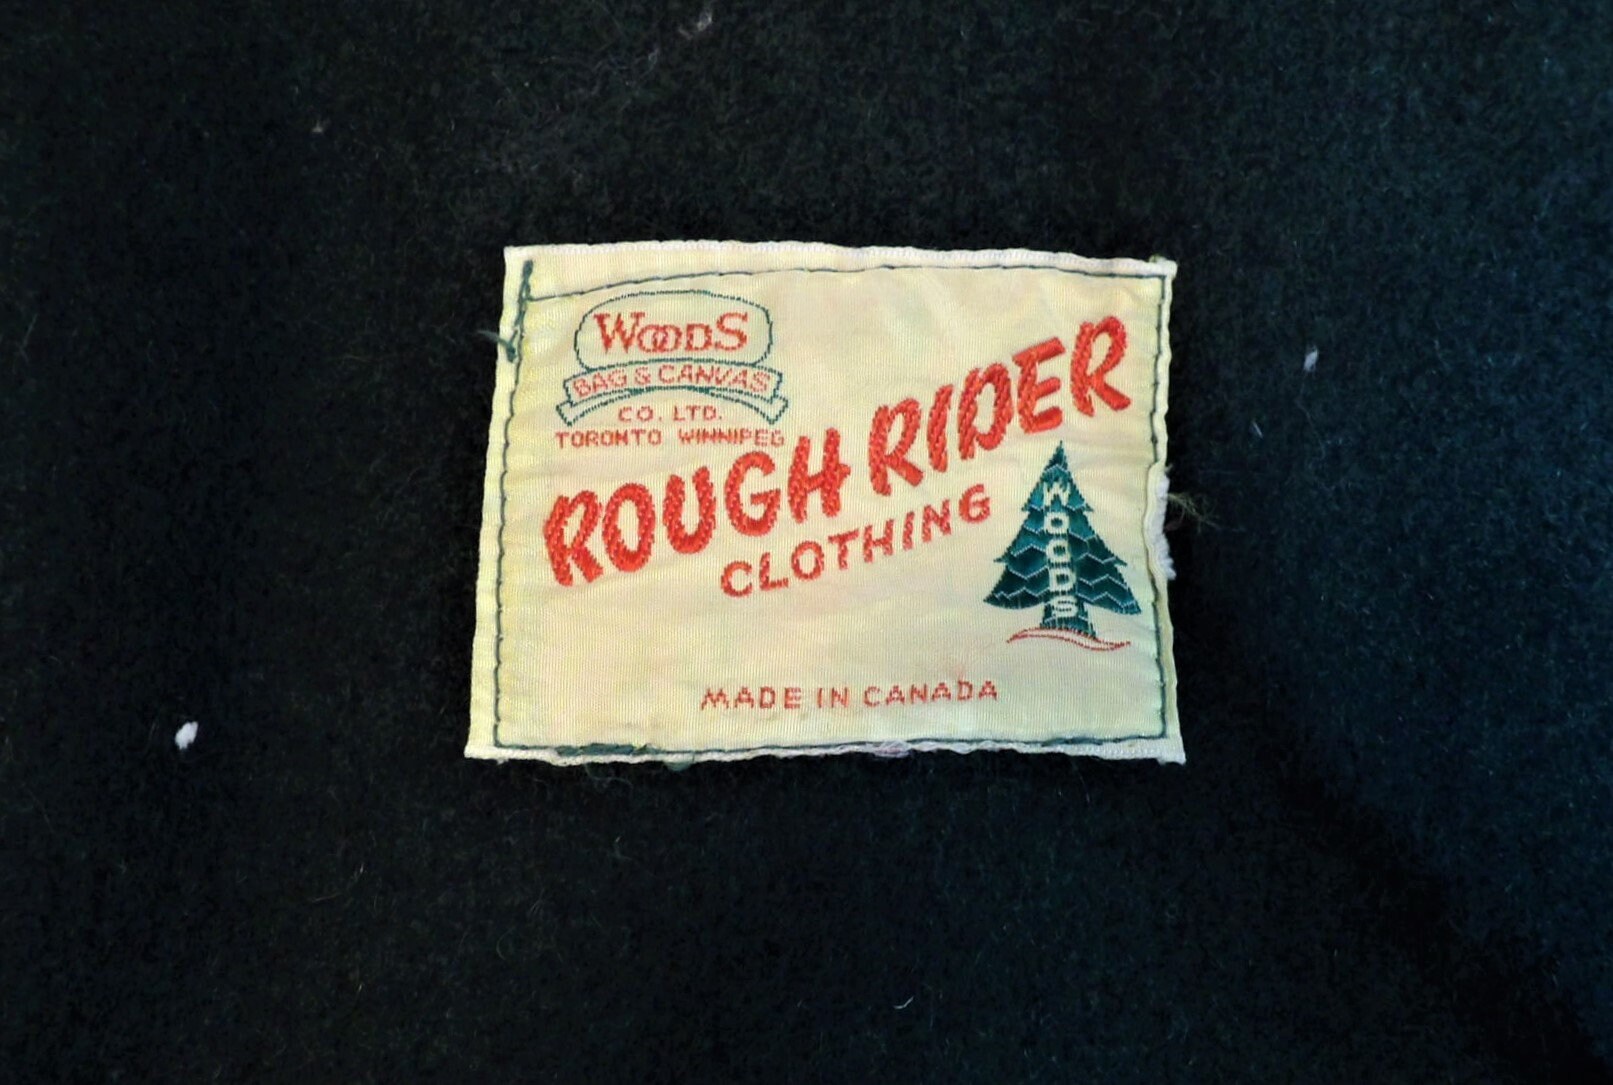 WOODS
BAG & CANVAS
CO. LTD.
TORONTO WINNIPEG
ROUGH RIDER
CLOTHING
WOODS
MADE IN CANADA